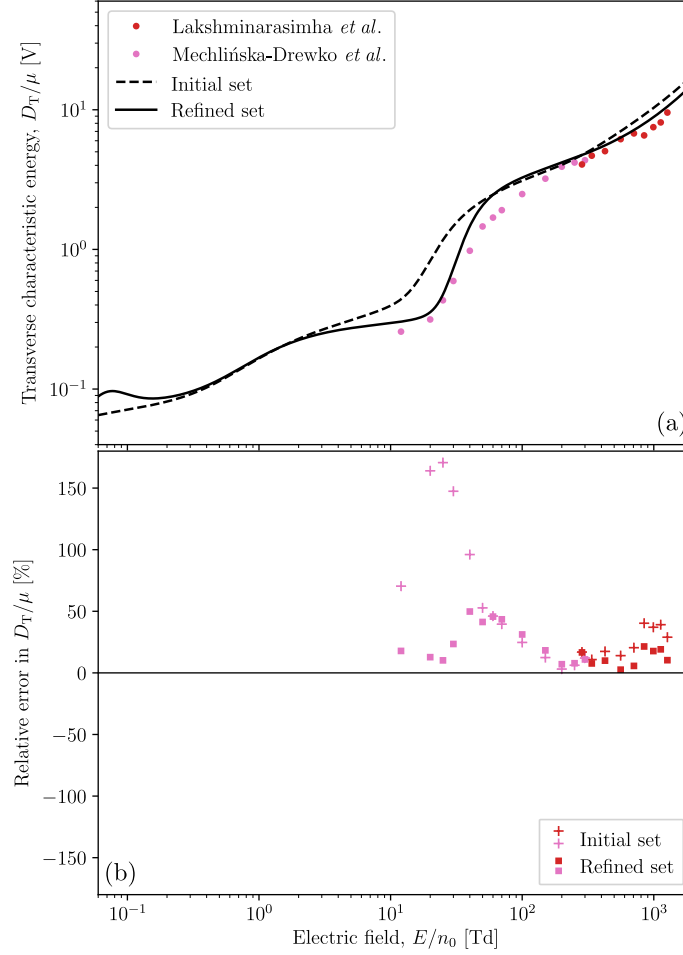 Lakshminarasimha et al.
Mechlińska-Drewko et al.
Initial set
Refined set
Transverse characteristic energy, D_T/μ [V]
10^1
10^0
10^−1
(a)
Relative error in D_T/μ [%]
150
100
50
0
−50
−100
−150
(b)
Initial set
Refined set
10^−1 10^0 10^1 10^2 10^3
Electric field, E/n_0 [Td]